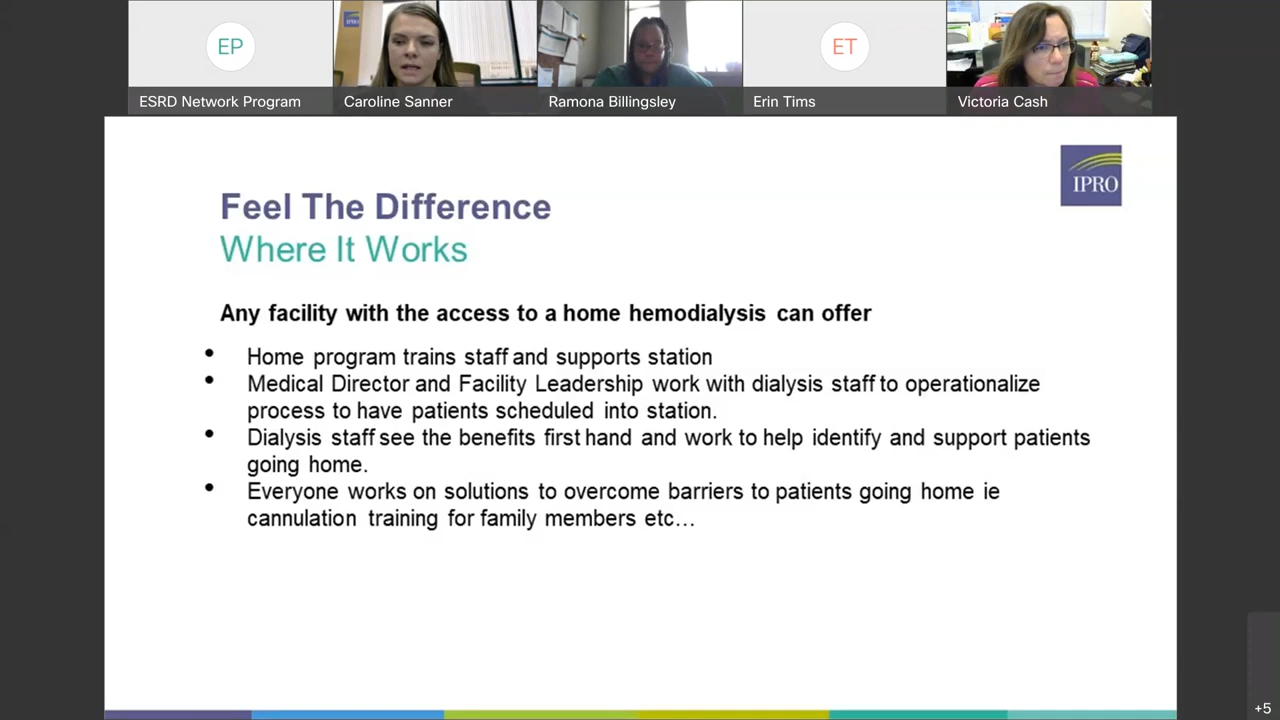 EP
ESRD Network Program
IPRO
Caroline Sanner
Ramona Billingsley
ET
Erin Tims
Victoria Cash
IPRO
Feel The Difference
Where It Works
Any facility with the access to a home hemodialysis can offer
• Home program trains staff and supports station
• Medical Director and Facility Leadership work with dialysis staff to operationalize
process to have patients scheduled into station.
• Dialysis staff see the benefits first hand and work to help identify and support patients
going home.
• Everyone works on solutions to overcome barriers to patients going home ie
cannulation training for family members etc…
+5